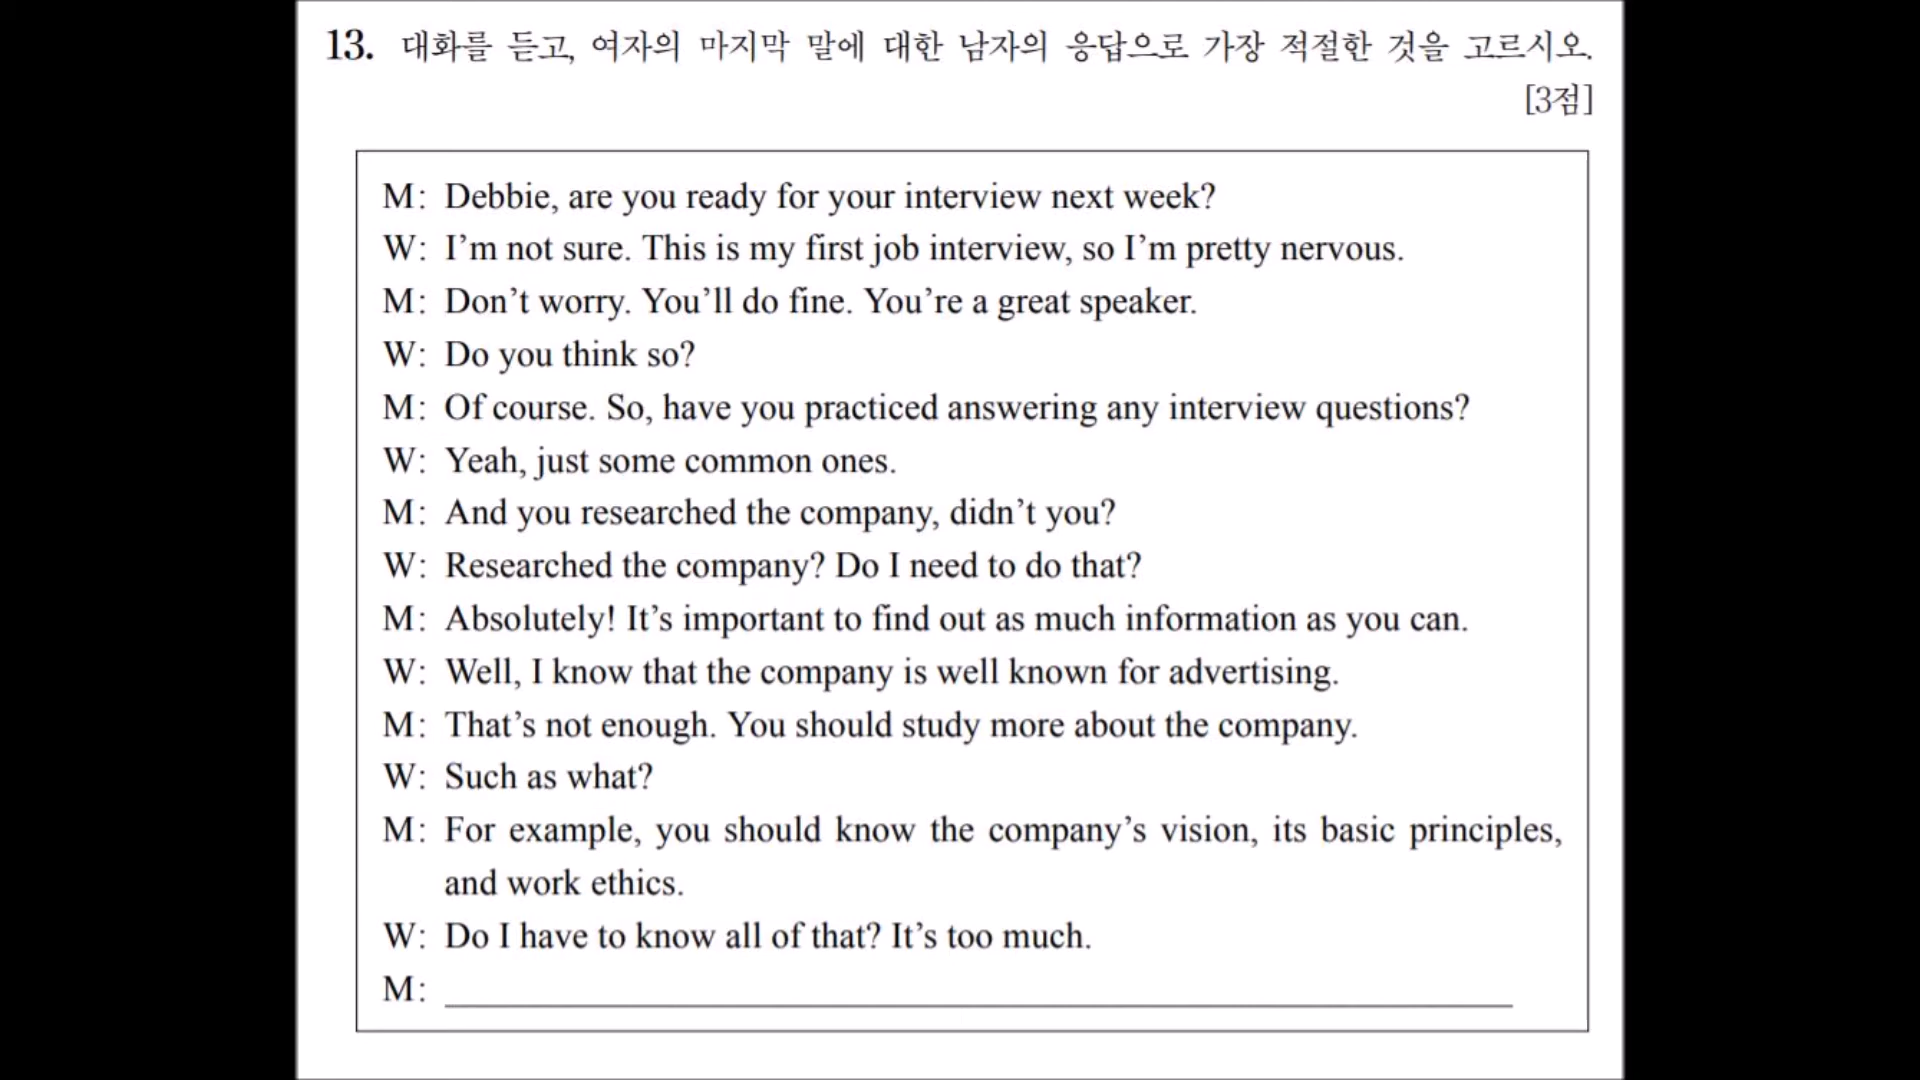 13. 대화를 듣고, 여자의 마지막 말에 대한 남자의 응답으로 가장 적절한 것을 고르시오.
[3점]
M: Debbie, are you ready for your interview next week?
W: I'm not sure. This is my first job interview, so I'm pretty nervous.
M: Don't worry. You'll do fine. You're a great speaker.
W: Do you think so?
M: Of course. So, have you practiced answering any interview questions?
W: Yeah, just some common ones.
M: And you researched the company, didn't you?
W: Researched the company? Do I need to do that?
M: Absolutely! It's important to find out as much information as you can.
W: Well, I know that the company is well known for advertising.
M: That's not enough. You should study more about the company.
W: Such as what?
M: For example, you should know the company's vision, its basic principles,
and work ethics.
W: Do I have to know all of that? It's too much.
M: